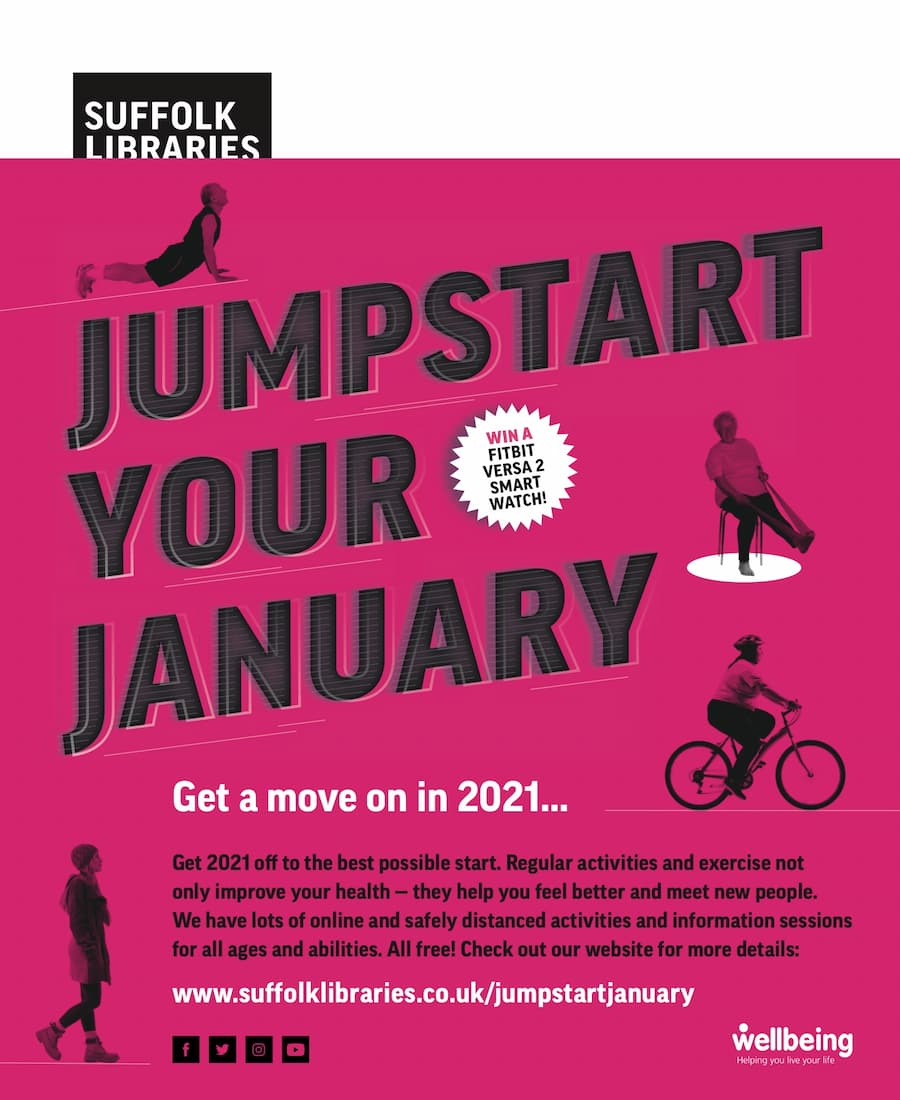 SUFFOLK
LIBRARIES
JUMPSTART
YOUR
WIN A
FITBIT
VERSA 2
SMART
WATCH!
JANUARY
Get a move on in 2021...
Get 2021 off to the best possible start. Regular activities and exercise not
only improve your health – they help you feel better and meet new people.
We have lots of online and safely distanced activities and information sessions
for all ages and abilities. All free! Check out our website for more details:
www.suffolklibraries.co.uk/jumpstartjanuary
wellbeing
Helping you live your life